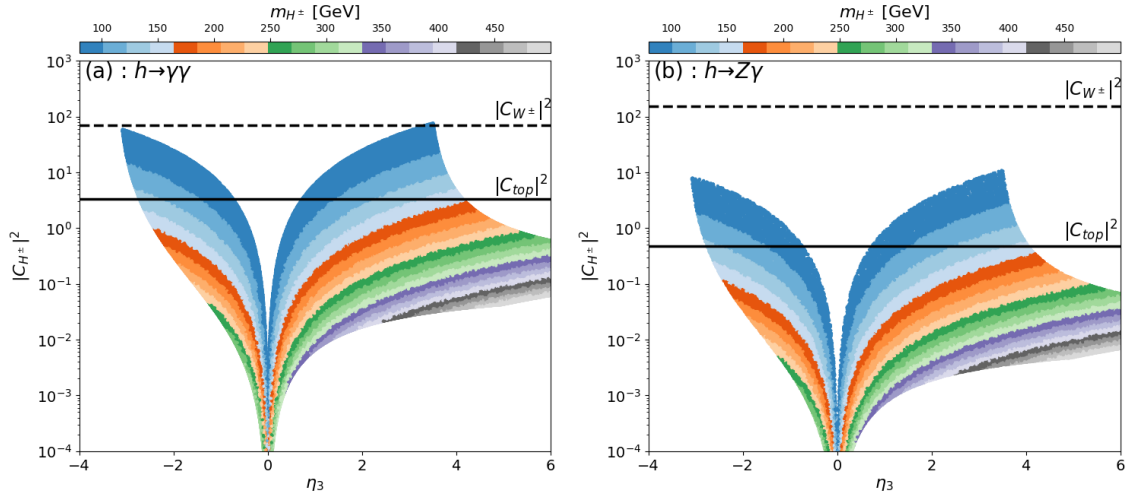 m_{H^±} [GeV]
100 150 200 250 300 350 400 450
(a) : h→γγ
|C_{W^±}|^2
|C_{top}|^2
10^3
10^2
10^1
10^0
10^{-1}
10^{-2}
10^{-3}
10^{-4}
|C_{H^±}|^2
−4 −2 0 2 4 6
η_3
m_{H^±} [GeV]
100 150 200 250 300 350 400 450
(b) : h→Zγ
|C_{W^±}|^2
|C_{top}|^2
10^3
10^2
10^1
10^0
10^{-1}
10^{-2}
10^{-3}
10^{-4}
|C_{H^±}|^2
−4 −2 0 2 4 6
η_3